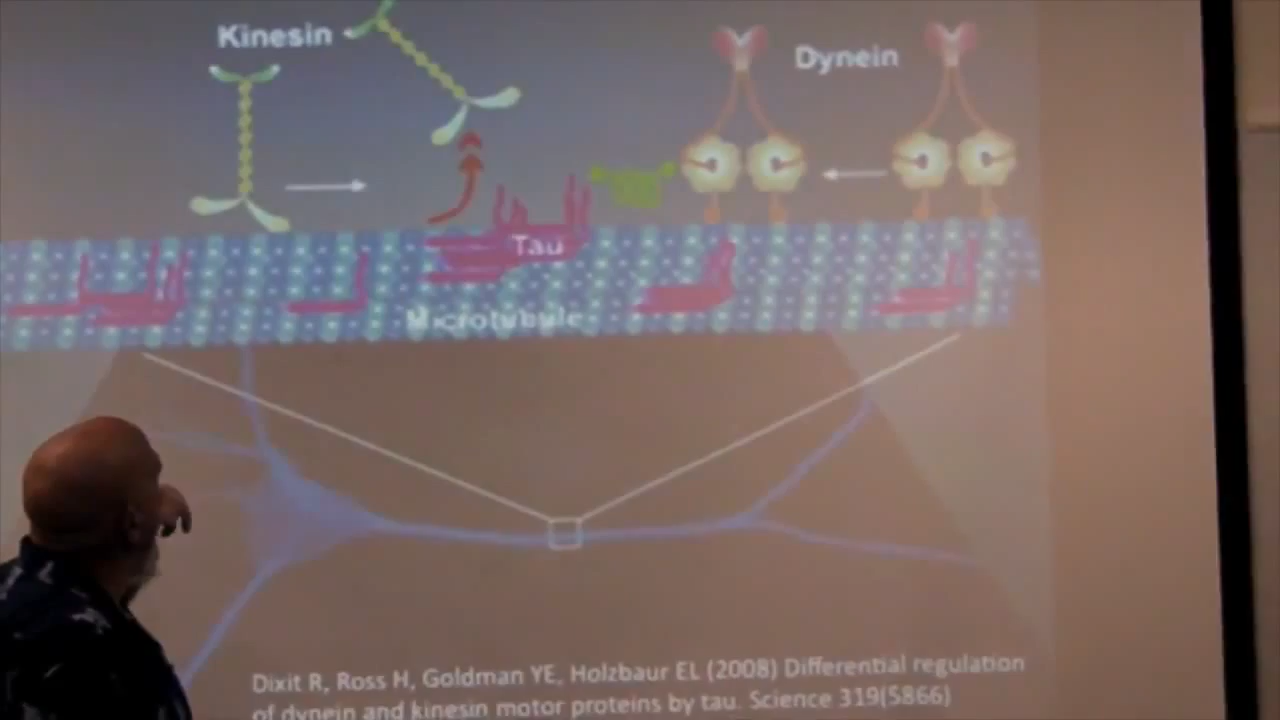 Kinesin
Dynein
Tau
Microtubule
Dixit R, Ross H, Goldman YE, Holzbaur EL (2008) Differential regulation
of dynein and kinesin motor proteins by tau. Science 319(5866)